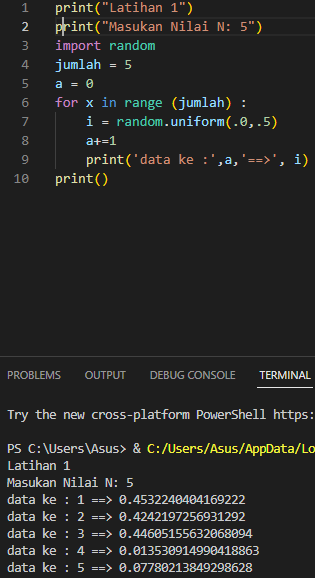 1 print("Latihan 1")
2 print("Masukan Nilai N: 5")
3 import random
4 jumlah = 5
5 a = 0
6 for x in range (jumlah) :
7 i = random.uniform(.0,.5)
8 a+=1
9 print('data ke :',a,'==>', i)
10 print()
PROBLEMS OUTPUT DEBUG CONSOLE TERMINAL
Try the new cross-platform PowerShell https:
PS C:\Users\Asus> & C:/Users/Asus/AppData/Lo
Latihan 1
Masukan Nilai N: 5
data ke : 1 ==> 0.4532240404169222
data ke : 2 ==> 0.4242197256931292
data ke : 3 ==> 0.44605155632068094
data ke : 4 ==> 0.013530914990418863
data ke : 5 ==> 0.07780213849298628